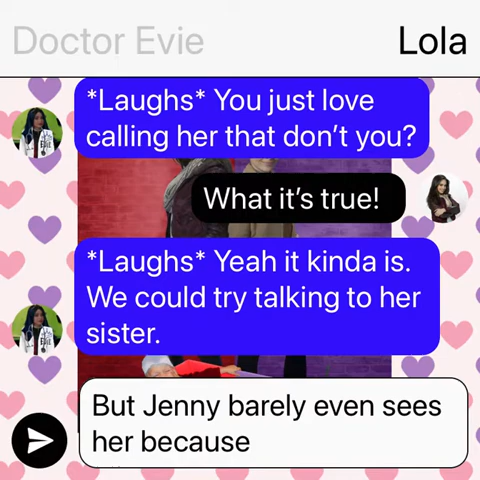 Doctor Evie
Lola
*Laughs* You just love
calling her that don’t you?
What it’s true!
*Laughs* Yeah it kinda is.
We could try talking to her
sister.
But Jenny barely even sees
her because